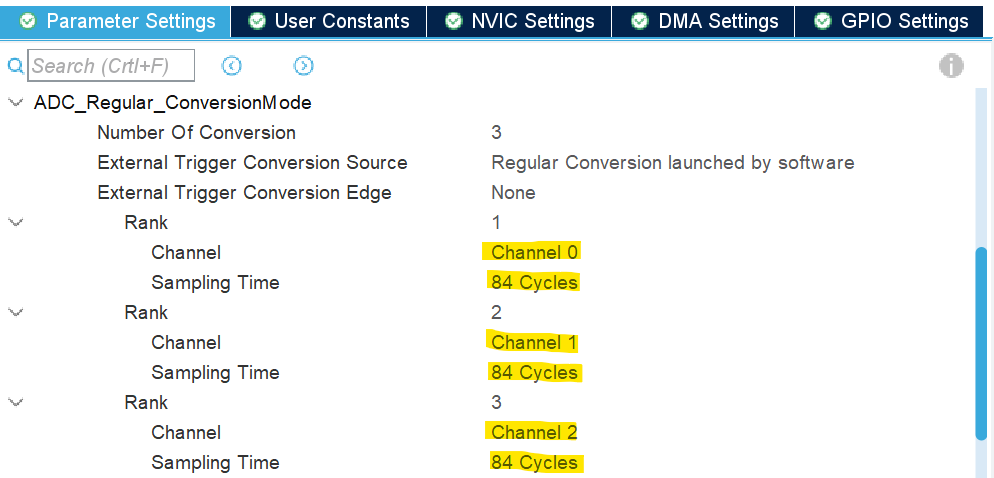 Parameter Settings User Constants NVIC Settings DMA Settings GPIO Settings
Search (Crtl+F)
ADC_Regular_ConversionMode
Number Of Conversion 3
External Trigger Conversion Source Regular Conversion launched by software
External Trigger Conversion Edge None
Rank 1
Channel Channel 0
Sampling Time 84 Cycles
Rank 2
Channel Channel 1
Sampling Time 84 Cycles
Rank 3
Channel Channel 2
Sampling Time 84 Cycles